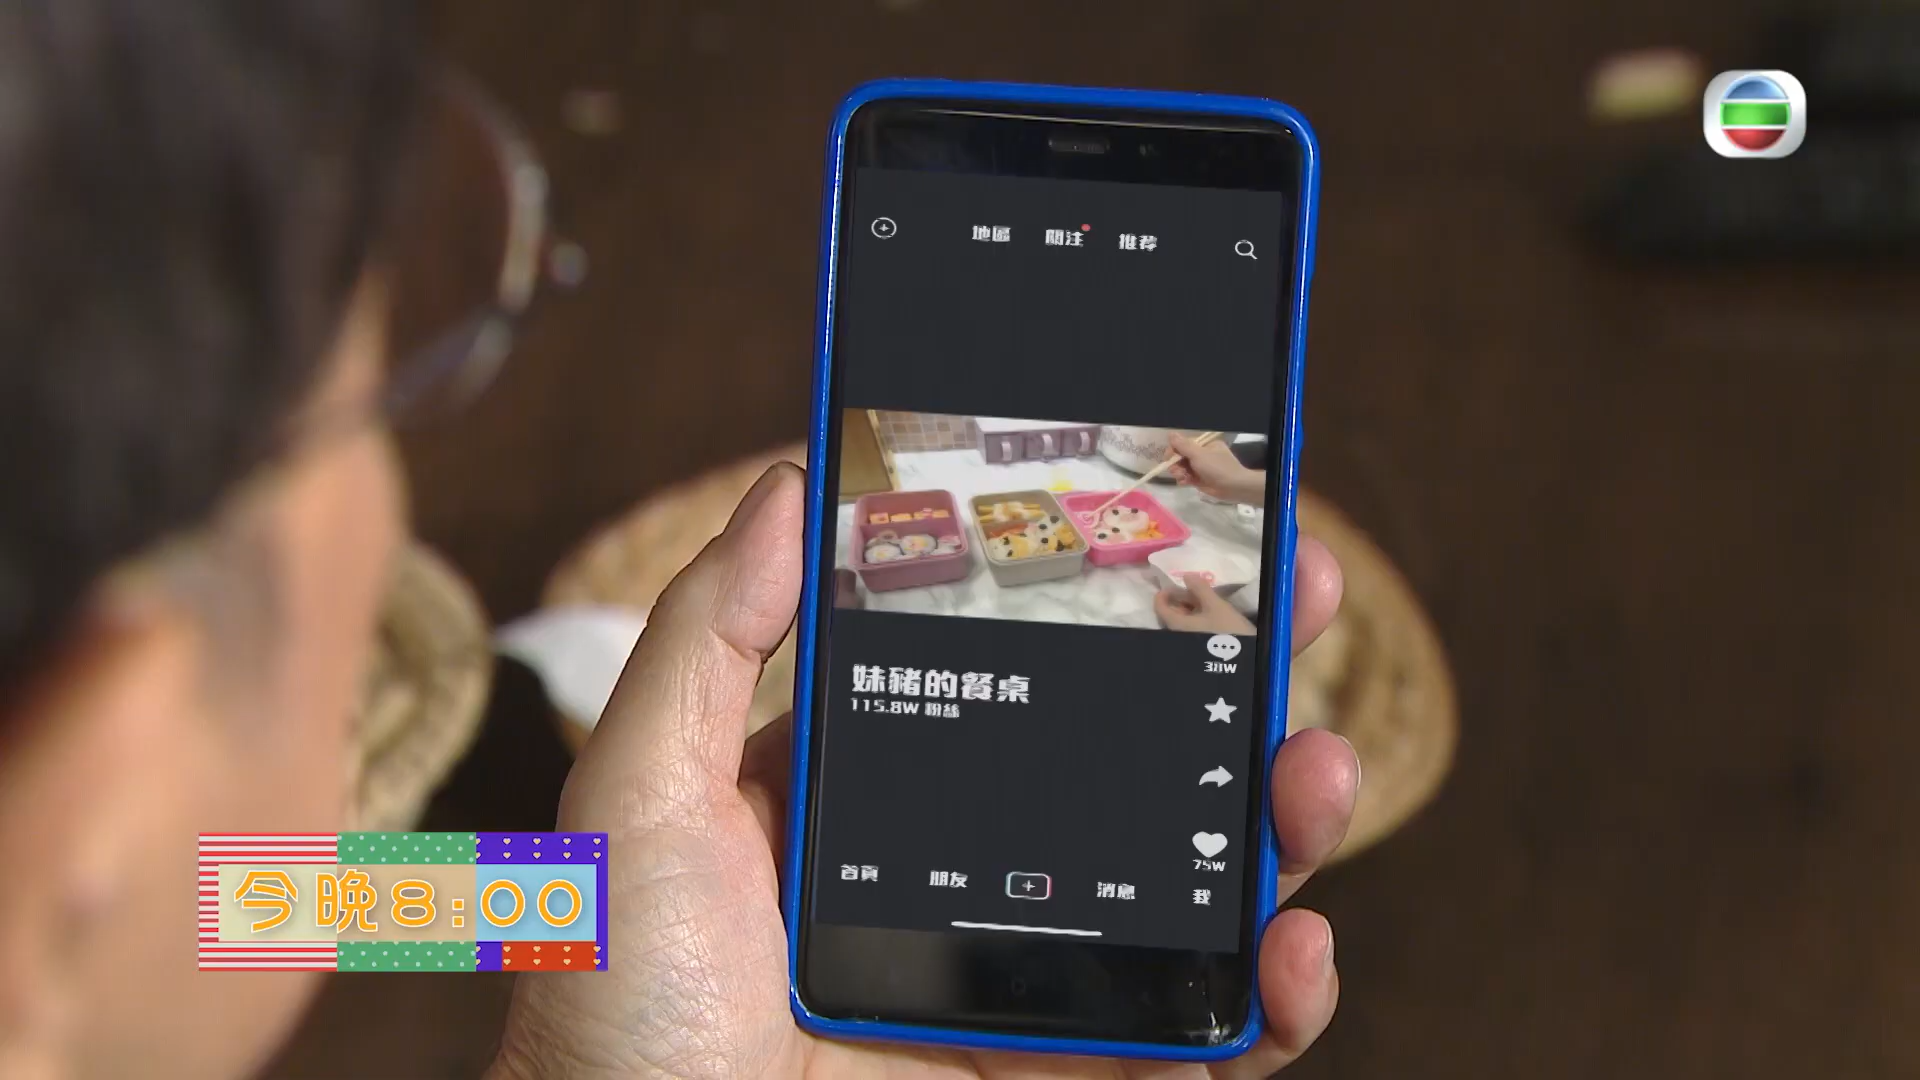 地區 關注 推荐
38W
妹豬的餐桌
115.8W 粉絲
75W
首頁 朋友 消息 我
今晚8:00